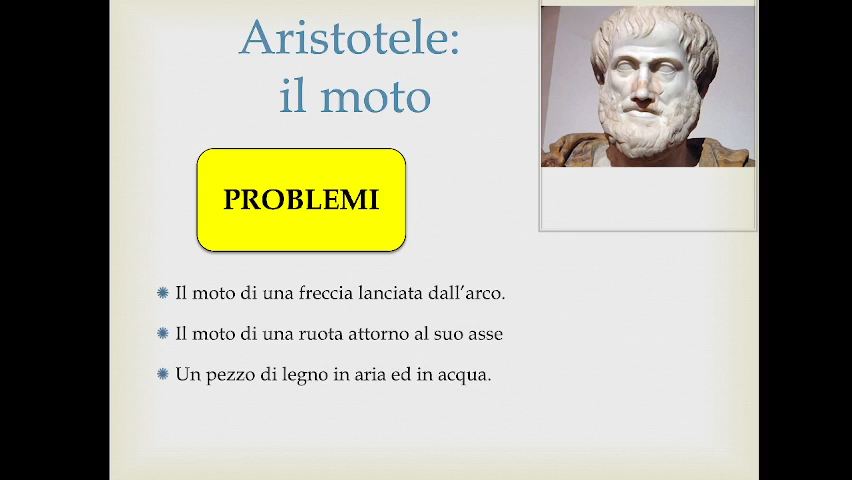 Aristotele:
il moto
PROBLEMI
Il moto di una freccia lanciata dall’arco.
Il moto di una ruota attorno al suo asse
Un pezzo di legno in aria ed in acqua.